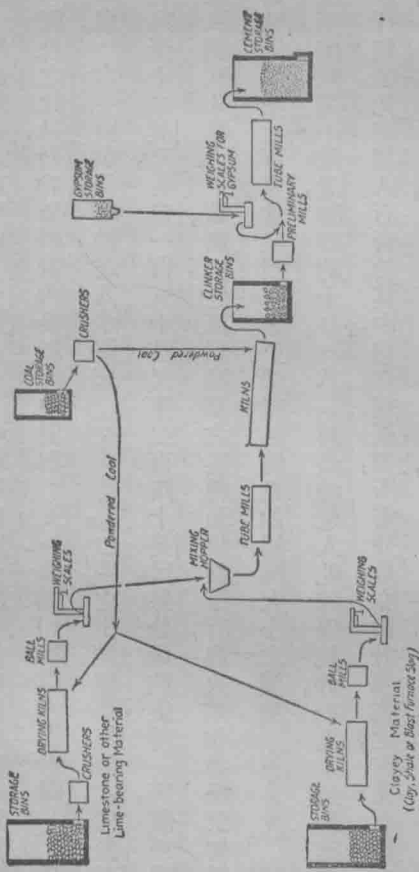 STORAGE
BINS
CRUSHERS
Limestone or other
Lime-bearing Material
DRYING KILNS
BALL
MILLS
WEIGHING
SCALES
Powdered Coal
COAL
STORAGE
BINS
CRUSHERS
Powdered Coal
GYPSUM
STORAGE
BINS
WEIGHING
SCALES FOR
GYPSUM
CEMENT
STORAGE
BINS
TUBE MILLS
PRELIMINARY
MILLS
CLINKER
STORAGE
BINS
KILNS
TUBE MILLS
MIXING
HOPPER
STORAGE
BINS
DRYING
KILNS
BALL
MILLS
WEIGHING
SCALES
Clayey Material
(Clay, Shale or Blast Furnace Slag)